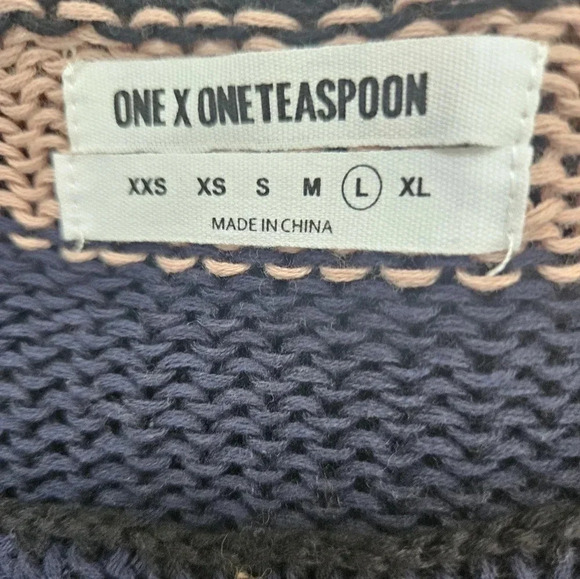 ONE X ONETEASPOON
XXS XS S M L XL
MADE IN CHINA